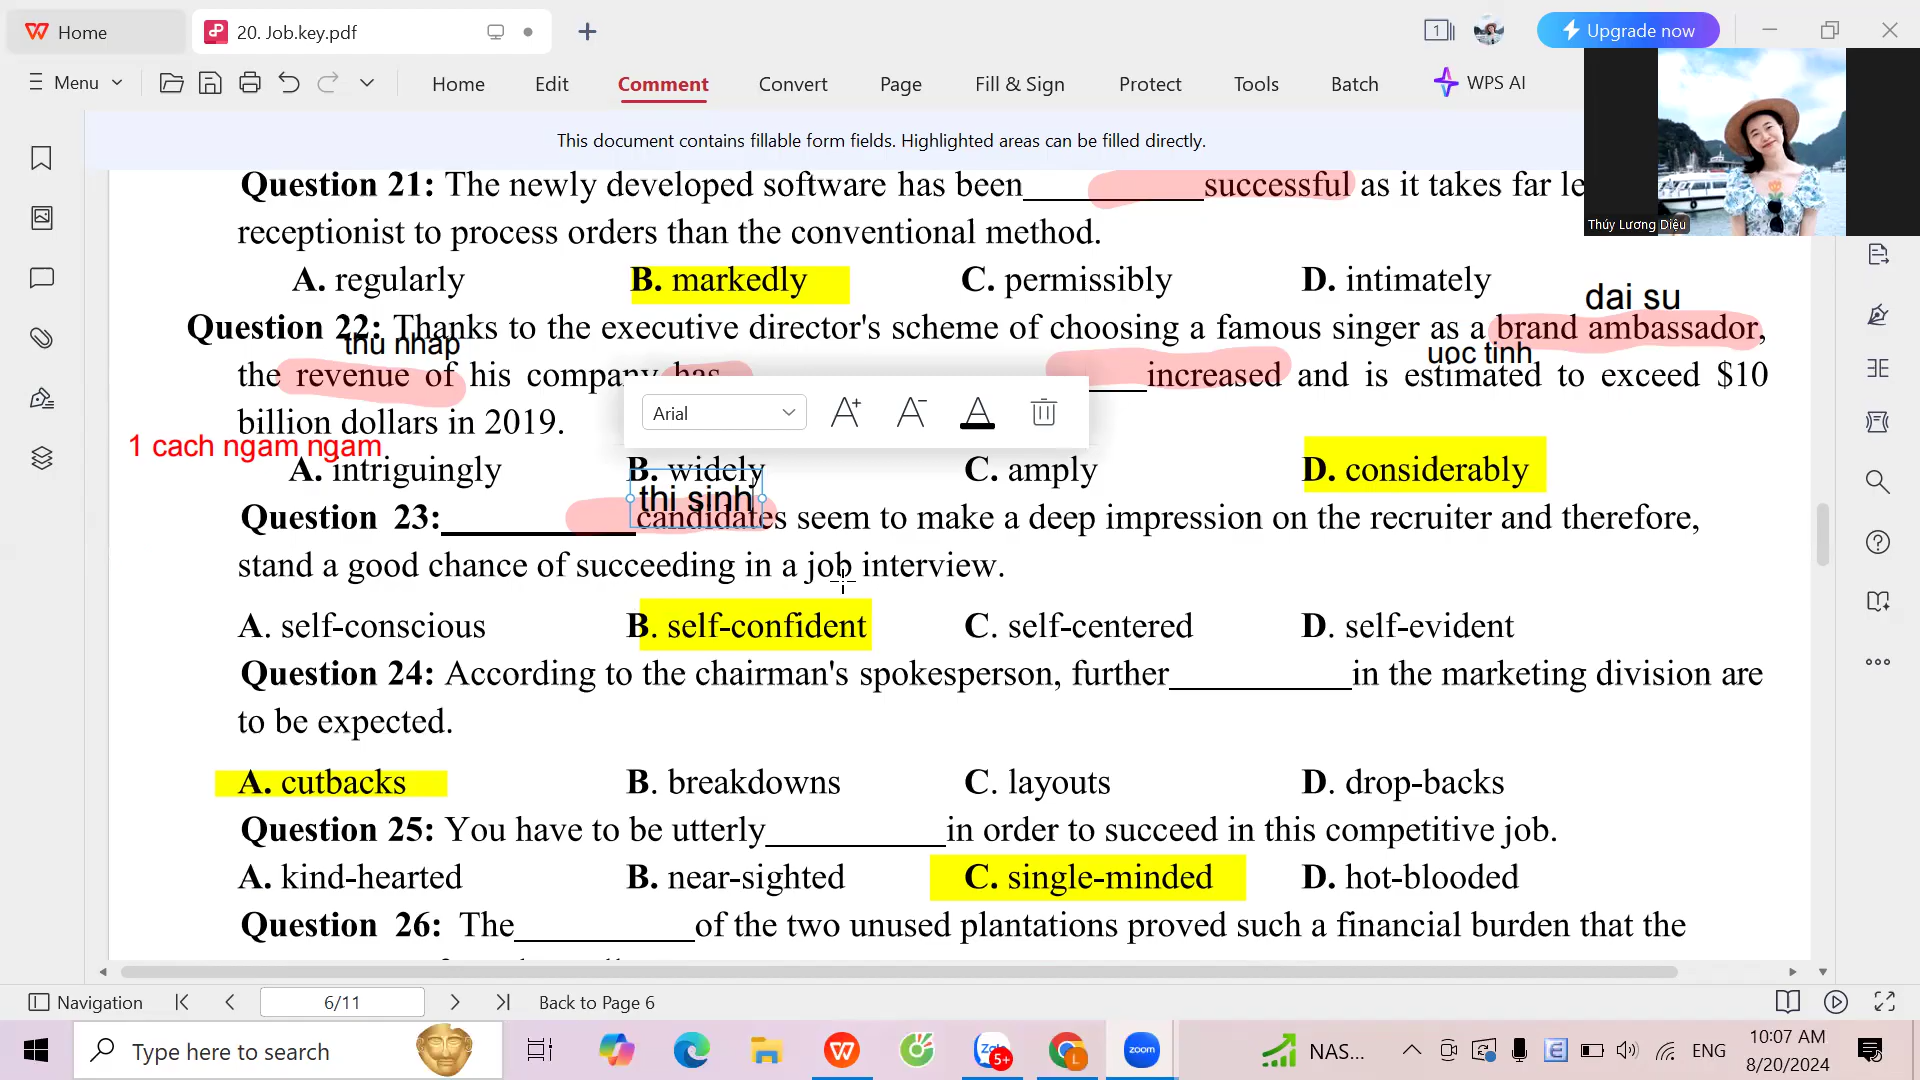 Home
20. Job.key.pdf
1
Upgrade now
Menu
Home
Edit
Comment
Convert
Page
Fill & Sign
Protect
Tools
Batch
WPS AI
This document contains fillable form fields. Highlighted areas can be filled directly.
Thúy Lương Diệu
Question 21: The newly developed software has been__________successful as it takes far le
receptionist to process orders than the conventional method.
A. regularly B. markedly C. permissibly D. intimately
dai su
Question 22: Thanks to the executive director's scheme of choosing a famous singer as a brand ambassador,
thu nhap
uoc tinh
the revenue of his company has increased and is estimated to exceed $10
billion dollars in 2019.
Arial
1 cach ngam ngam
A. intriguingly B. widely C. amply D. considerably
thi sinh
Question 23:__________candidates seem to make a deep impression on the recruiter and therefore,
stand a good chance of succeeding in a job interview.
A. self-conscious B. self-confident C. self-centered D. self-evident
Question 24: According to the chairman's spokesperson, further__________in the marketing division are
to be expected.
A. cutbacks B. breakdowns C. layouts D. drop-backs
Question 25: You have to be utterly__________in order to succeed in this competitive job.
A. kind-hearted B. near-sighted C. single-minded D. hot-blooded
Question 26: The__________of the two unused plantations proved such a financial burden that the
Navigation
6/11
Back to Page 6
Type here to search
5+
L
zoom
NAS...
ENG
10:07 AM
8/20/2024